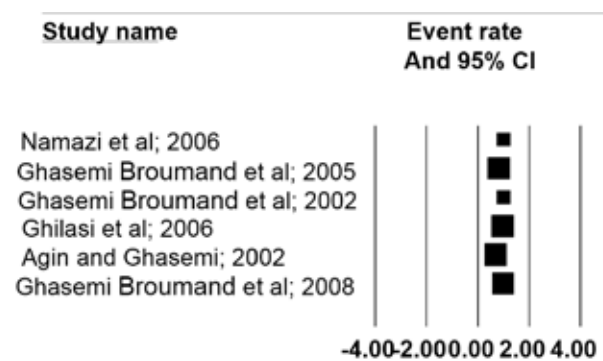 Study name
Event rate
And 95% CI
Namazi et al; 2006
Ghasemi Broumand et al; 2005
Ghasemi Broumand et al; 2002
Ghilasi et al; 2006
Agin and Ghasemi; 2002
Ghasemi Broumand et al; 2008
-4.00-2.000.00 2.00 4.00